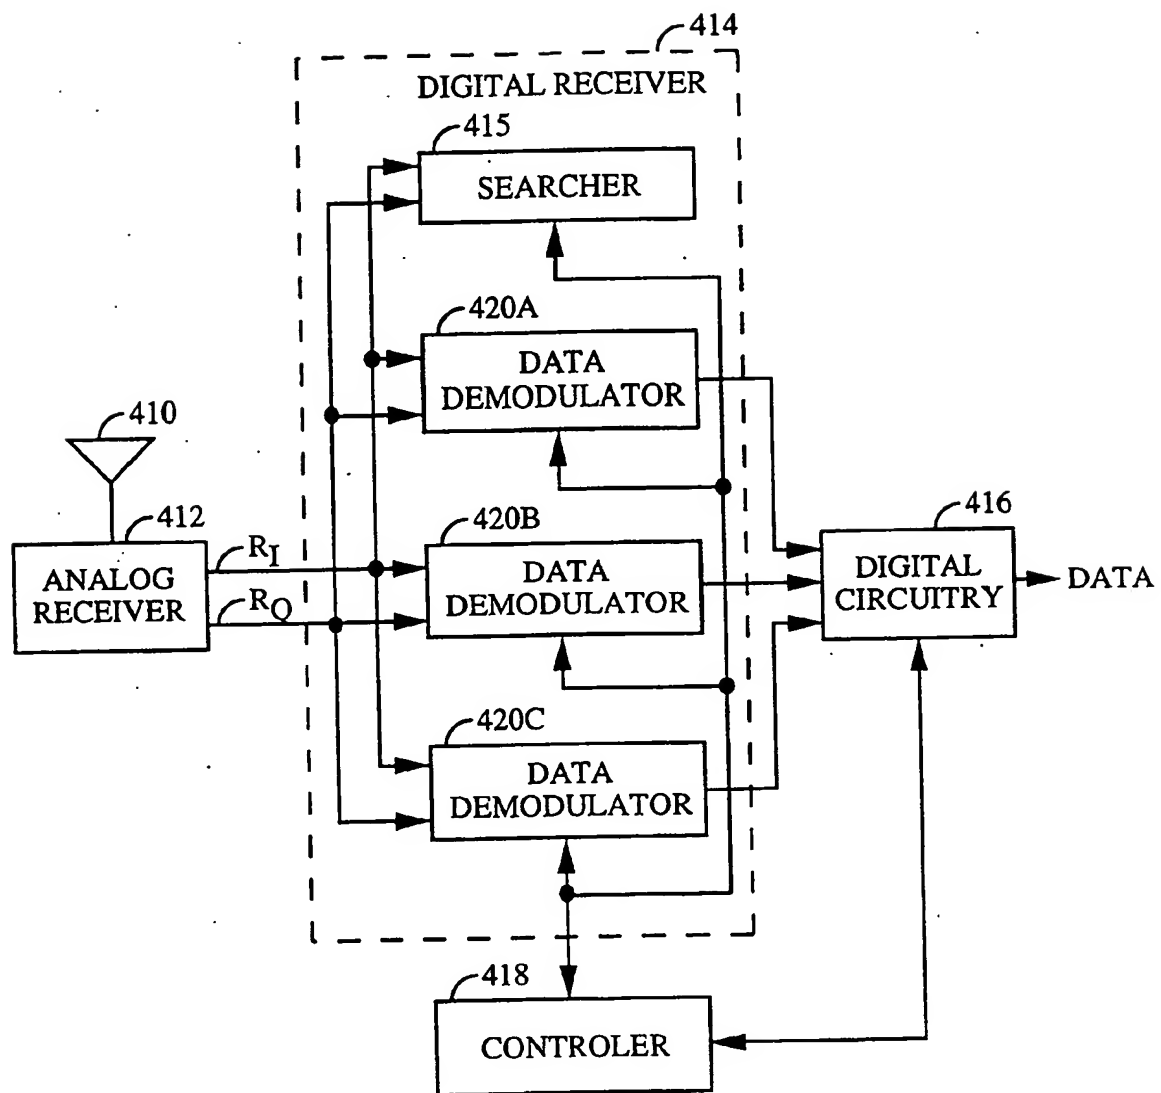 414
DIGITAL RECEIVER
415
SEARCHER
420A
DATA
DEMODULATOR
410
412
ANALOG
RECEIVER
R_I
R_Q
420B
DATA
DEMODULATOR
416
DIGITAL
CIRCUITRY
DATA
420C
DATA
DEMODULATOR
418
CONTROLER